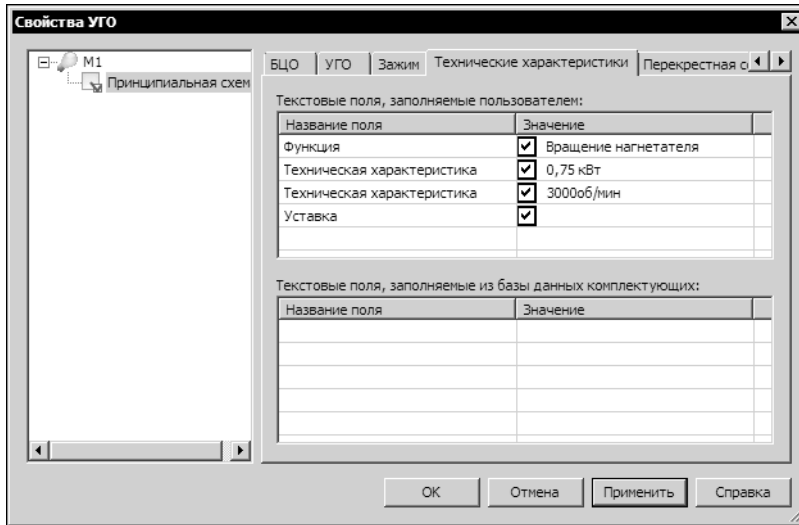 Свойства УГО
М1
Принципиальная схем
БЦО УГО Зажим Технические характеристики Перекрестная с
Текстовые поля, заполняемые пользователем:
Название поля Значение
Функция Вращение нагнетателя
Техническая характеристика 0,75 кВт
Техническая характеристика 3000об/мин
Уставка
Текстовые поля, заполняемые из базы данных комплектующих:
Название поля Значение
ОК Отмена Применить Справка